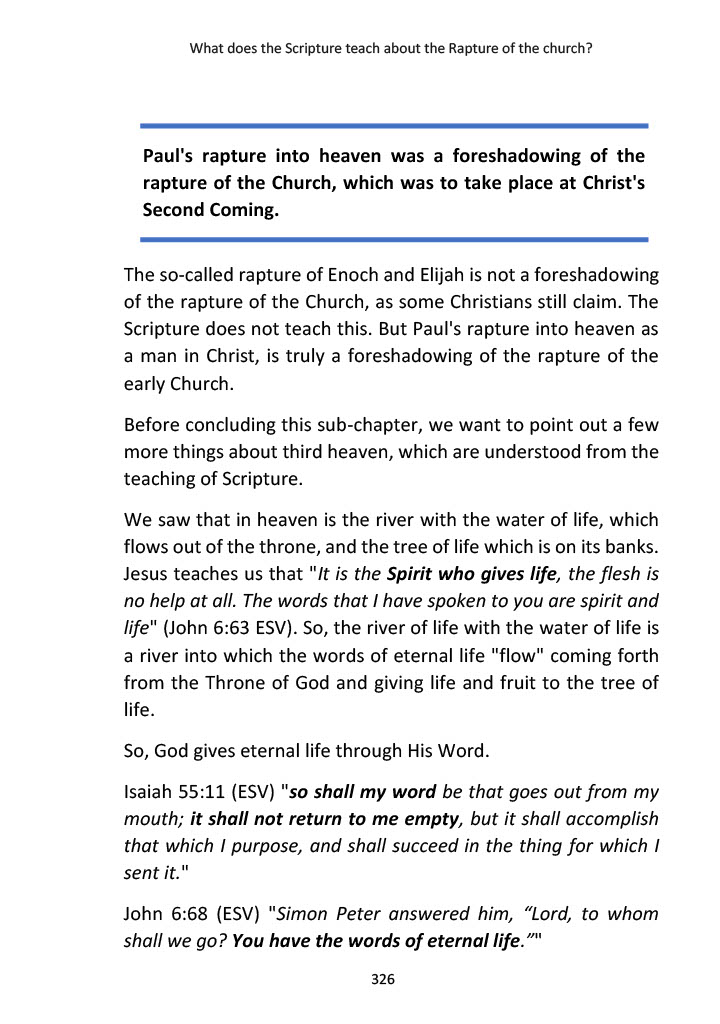 What does the Scripture teach about the Rapture of the church?
Paul's rapture into heaven was a foreshadowing of the
rapture of the Church, which was to take place at Christ's
Second Coming.
The so-called rapture of Enoch and Elijah is not a foreshadowing
of the rapture of the Church, as some Christians still claim. The
Scripture does not teach this. But Paul's rapture into heaven as
a man in Christ, is truly a foreshadowing of the rapture of the
early Church.
Before concluding this sub-chapter, we want to point out a few
more things about third heaven, which are understood from the
teaching of Scripture.
We saw that in heaven is the river with the water of life, which
flows out of the throne, and the tree of life which is on its banks.
Jesus teaches us that "It is the Spirit who gives life, the flesh is
no help at all. The words that I have spoken to you are spirit and
life" (John 6:63 ESV). So, the river of life with the water of life is
a river into which the words of eternal life "flow" coming forth
from the Throne of God and giving life and fruit to the tree of
life.
So, God gives eternal life through His Word.
Isaiah 55:11 (ESV) "so shall my word be that goes out from my
mouth; it shall not return to me empty, but it shall accomplish
that which I purpose, and shall succeed in the thing for which I
sent it."
John 6:68 (ESV) "Simon Peter answered him, “Lord, to whom
shall we go? You have the words of eternal life.”"
326